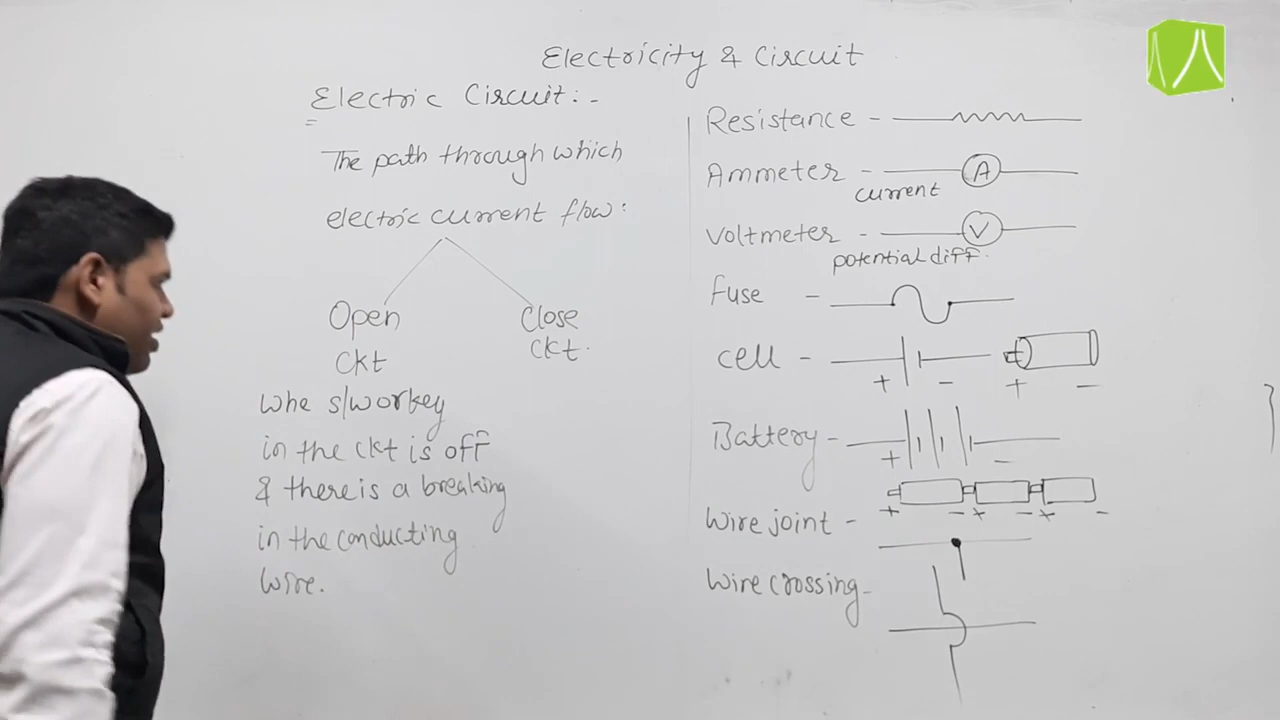 Electricity & Circuit
Electric Circuit:-
The path through which
electric current flow:
Open
Ckt
Close
Ckt.
Whe s/w or key
in the ckt is off
& there is a breaking
in the conducting
wire.
Resistance -
Ammeter -
A
current
Voltmeter -
V
potential diff.
fuse -
Cell -
+ - + -
Battery -
+ -
+ - + - + -
Wire joint -
Wire crossing -